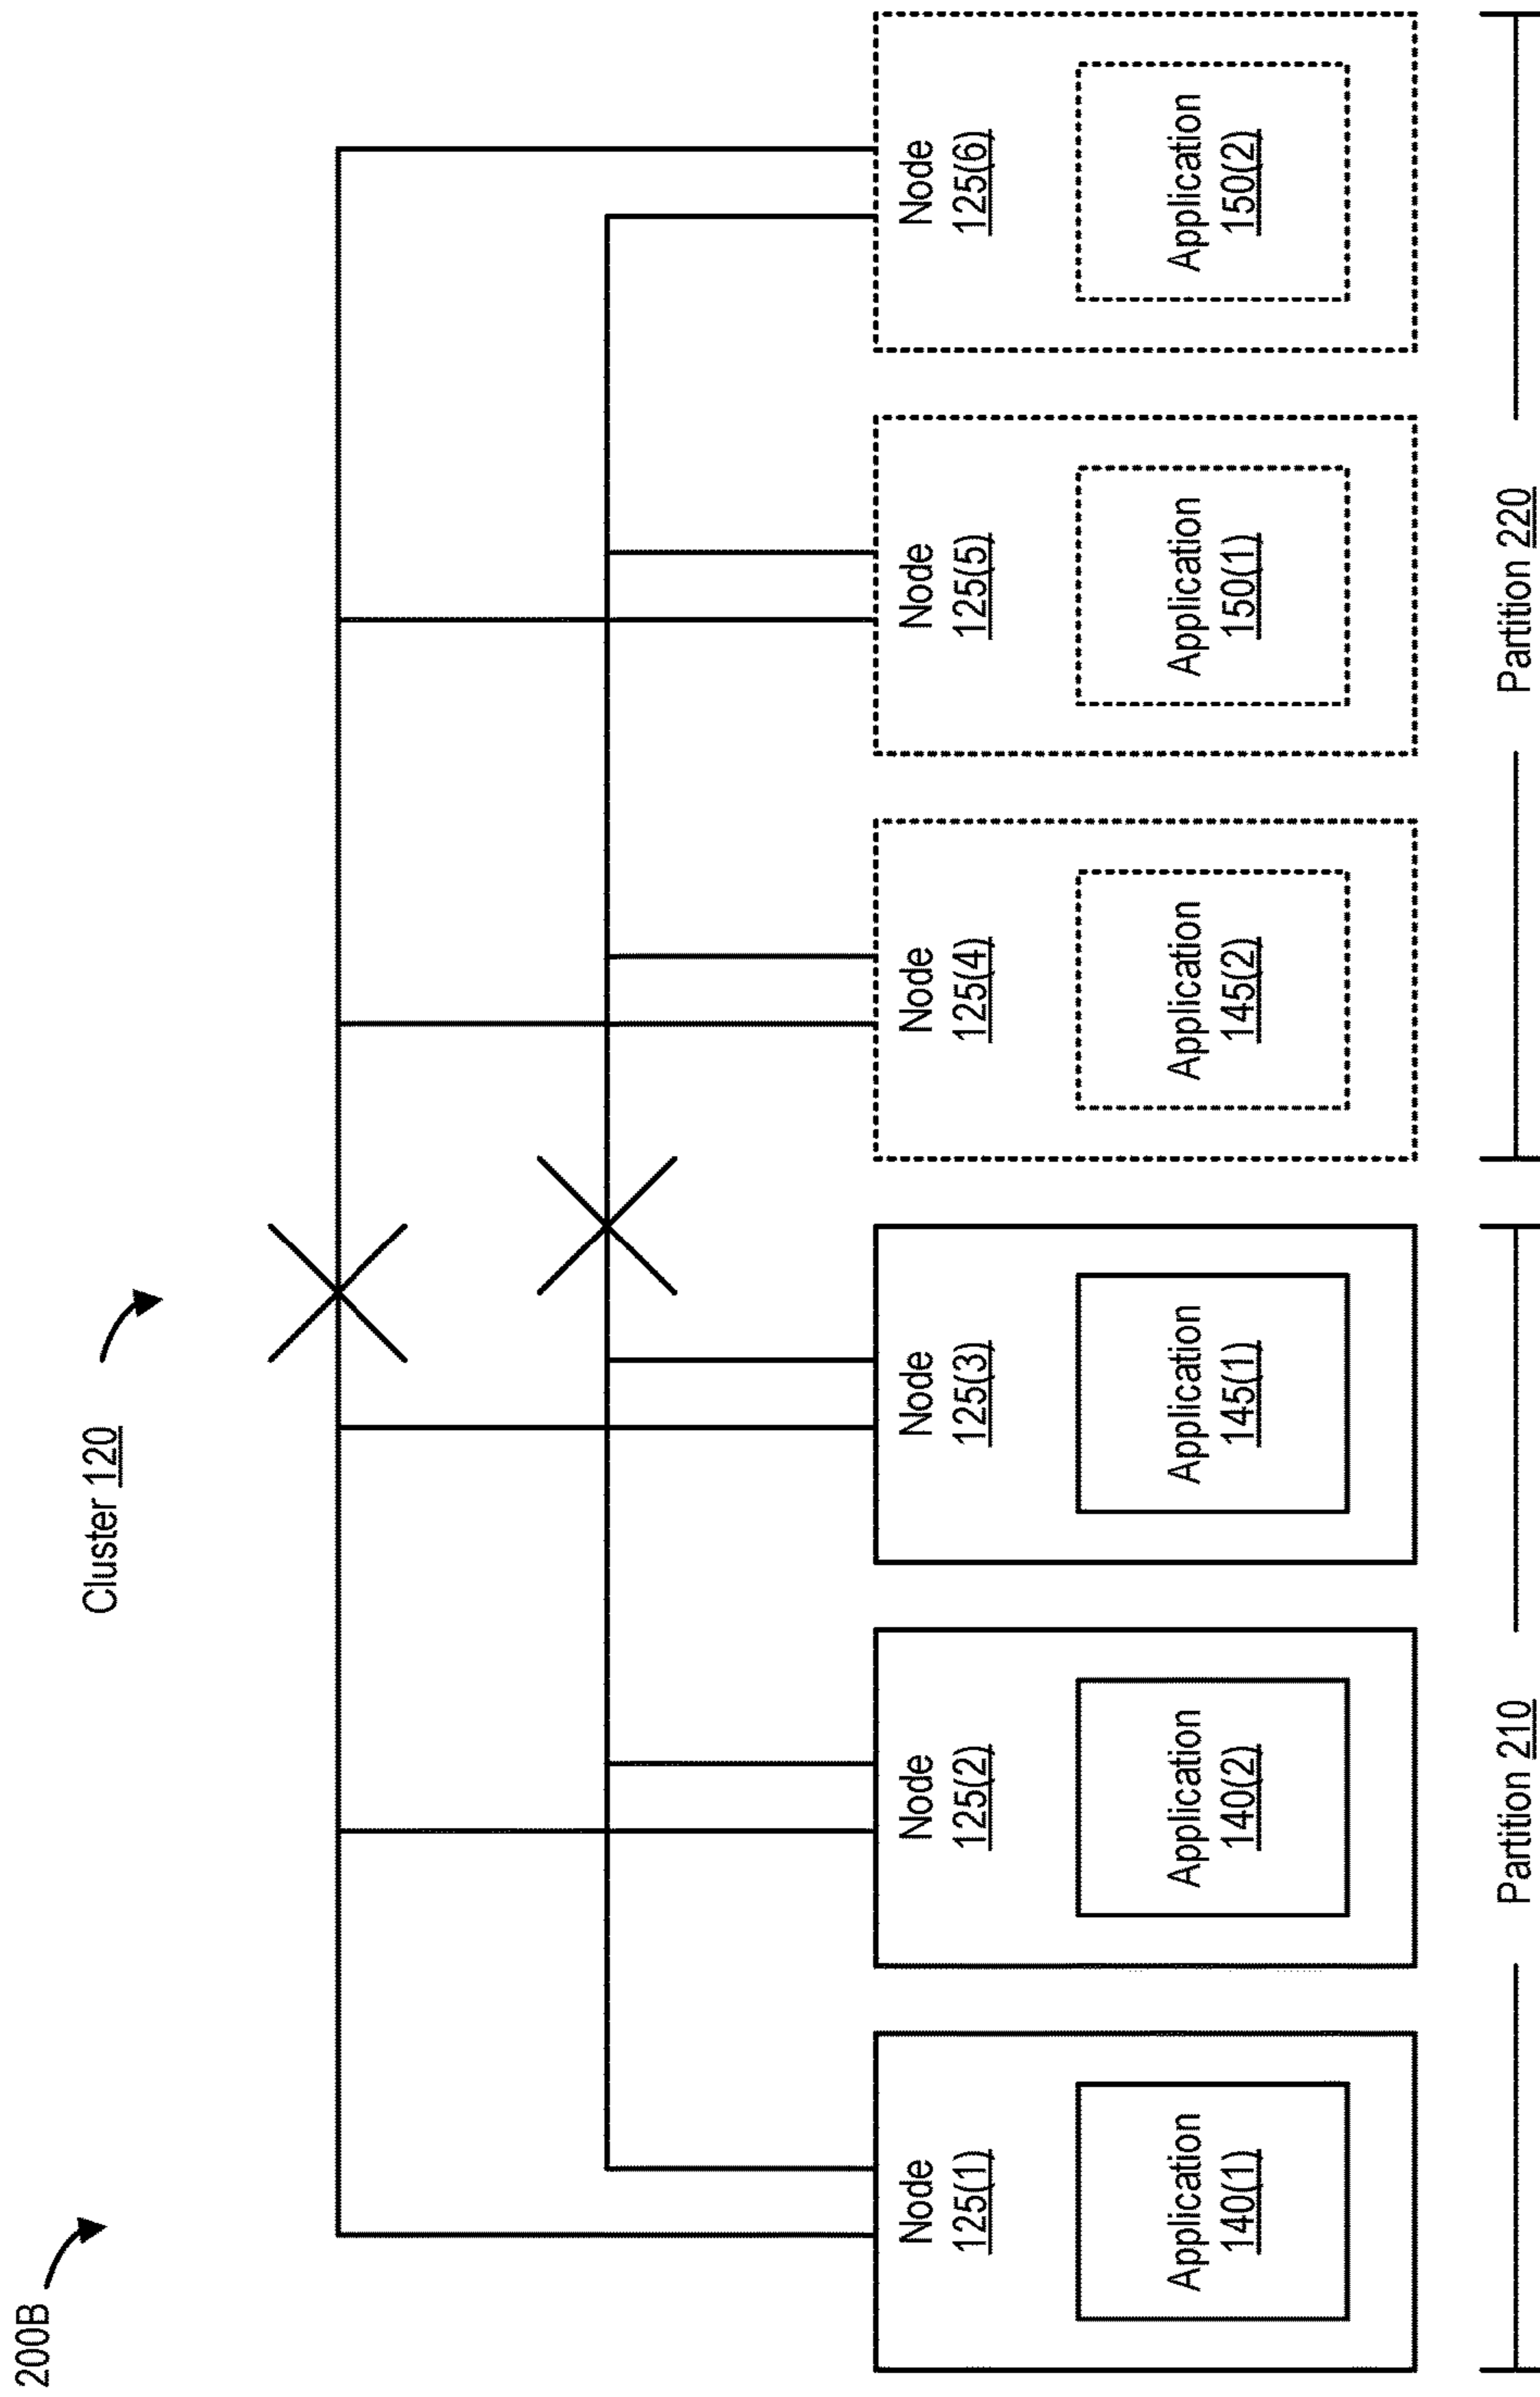 200B
Cluster 120
Node
125(1)
Application
140(1)
Node
125(2)
Application
140(2)
Node
125(3)
Application
145(1)
Node
125(4)
Application
145(2)
Node
125(5)
Application
150(1)
Node
125(6)
Application
150(2)
Partition 210
Partition 220